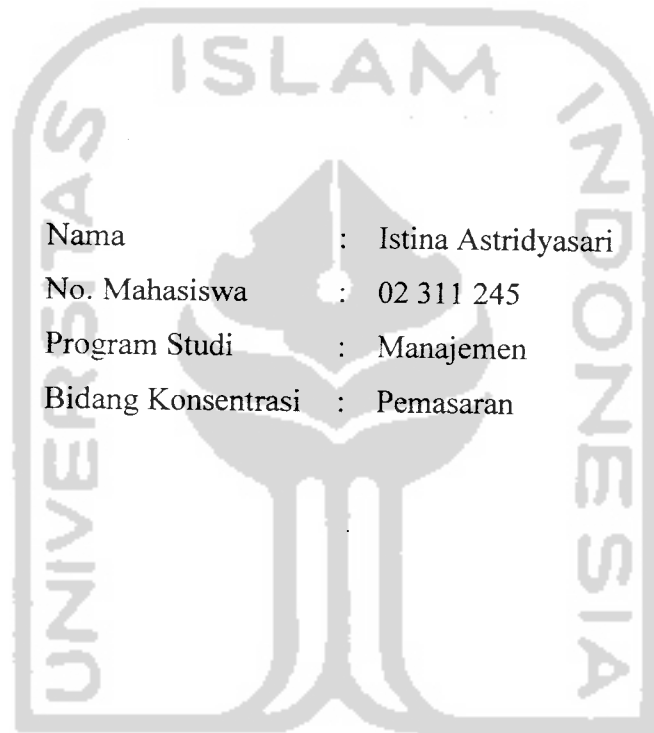 UNIVERSITAS ISLAM INDONESIA
Nama : Istina Astridyasari
No. Mahasiswa : 02 311 245
Program Studi : Manajemen
Bidang Konsentrasi : Pemasaran